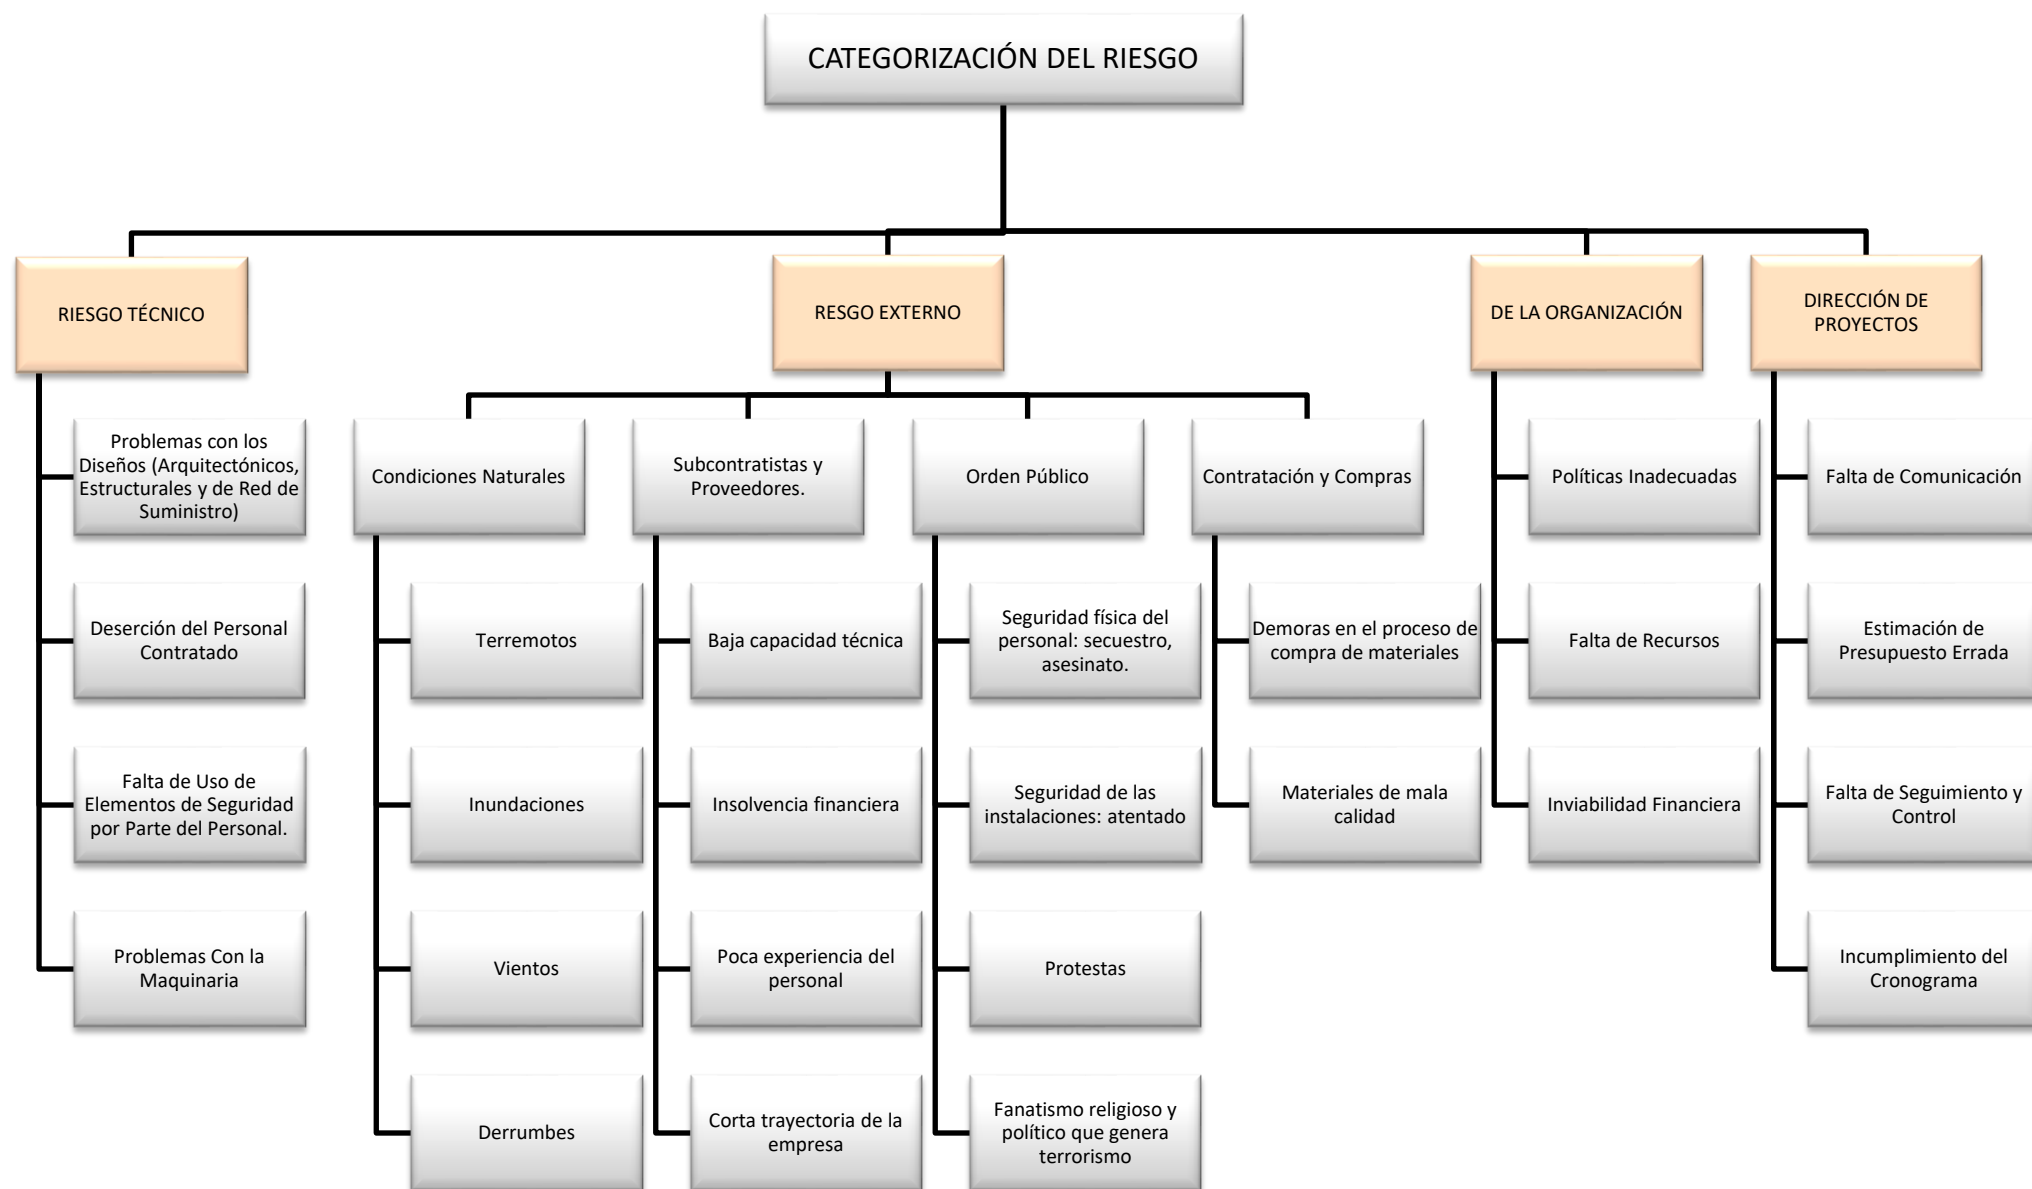 CATEGORIZACIÓN DEL RIESGO
RIESGO TÉCNICO
Problemas con los
Diseños (Arquitectónicos,
Estructurales y de Red de
Suministro)
Deserción del Personal
Contratado
Falta de Uso de
Elementos de Seguridad
por Parte del Personal.
Problemas Con la
Maquinaria
RESGO EXTERNO
Condiciones Naturales
Terremotos
Inundaciones
Vientos
Derrumbes
Subcontratistas y
Proveedores.
Baja capacidad técnica
Insolvencia financiera
Poca experiencia del
personal
Corta trayectoria de la
empresa
Orden Público
Seguridad física del
personal: secuestro,
asesinato.
Seguridad de las
instalaciones: atentado
Protestas
Fanatismo religioso y
político que genera
terrorismo
Contratación y Compras
Demoras en el proceso de
compra de materiales
Materiales de mala
calidad
DE LA ORGANIZACIÓN
Políticas Inadecuadas
Falta de Recursos
Inviabilidad Financiera
DIRECCIÓN DE
PROYECTOS
Falta de Comunicación
Estimación de
Presupuesto Errada
Falta de Seguimiento y
Control
Incumplimiento del
Cronograma